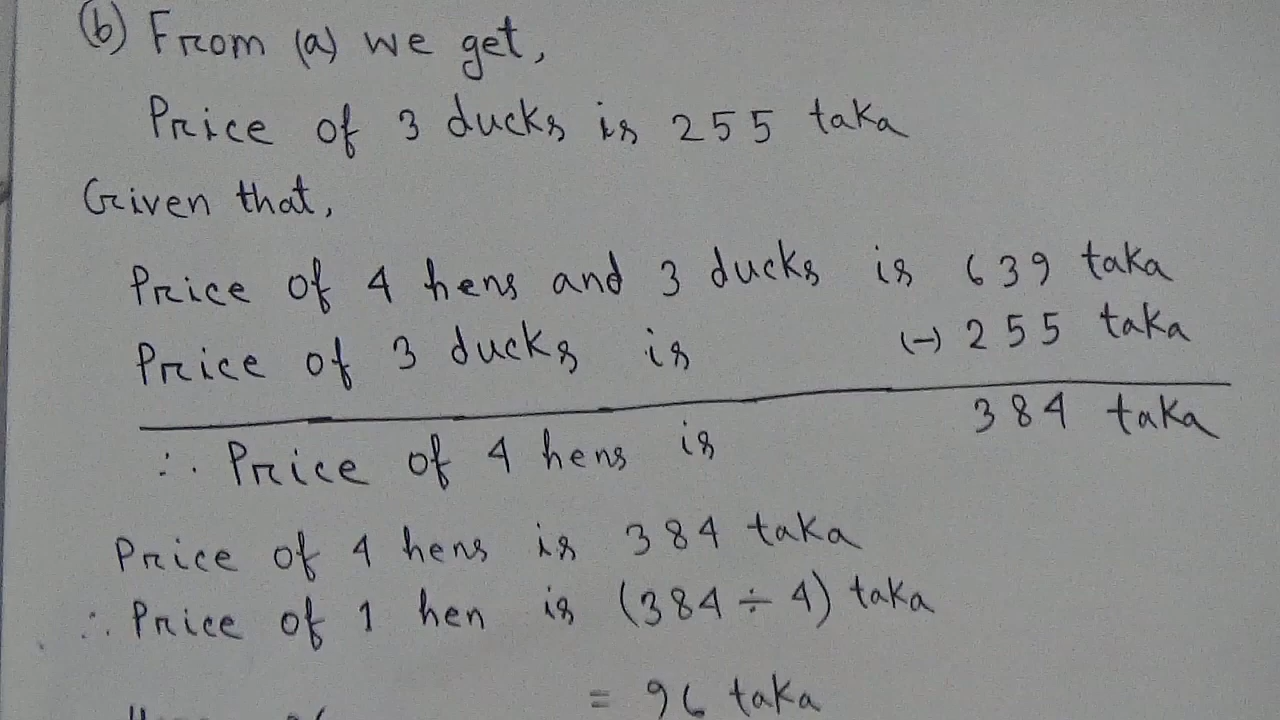 (b) From (a) we get,
Price of 3 ducks is 255 taka
Given that,
Price of 4 hens and 3 ducks is 639 taka
Price of 3 ducks is (-) 255 taka
∴ Price of 4 hens is 384 taka
Price of 4 hens is 384 taka
∴ Price of 1 hen is (384 ÷ 4) taka
= 96 taka